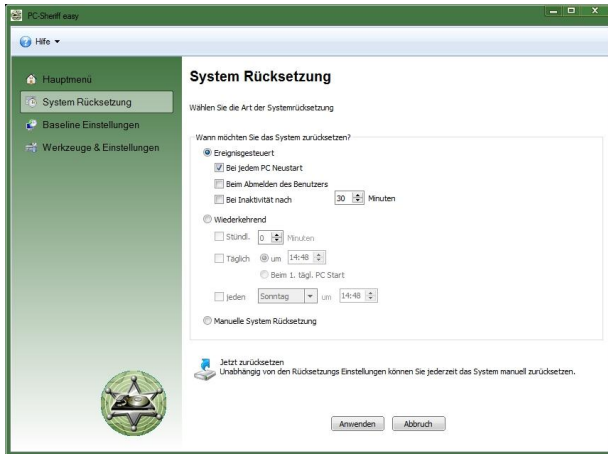 PC-Sheriff easy
Hilfe
Hauptmenü
System Rücksetzung
Baseline Einstellungen
Werkzeuge & Einstellungen
System Rücksetzung
Wählen Sie die Art der Systemrücksetzung
Wann möchten Sie das System zurücksetzen?
Ereignisgesteuert
Bei jedem PC Neustart
Beim Abmelden des Benutzers
Bei Inaktivität nach 30 Minuten
Wiederkehrend
Stündl. 0 Minuten
Täglich um 14:48
Beim 1. tägl. PC Start
jeden Sonntag um 14:48
Manuelle System Rücksetzung
Jetzt zurücksetzen
Unabhängig von den Rücksetzungs Einstellungen können Sie jederzeit das System manuell zurücksetzen.
Anwenden Abbruch